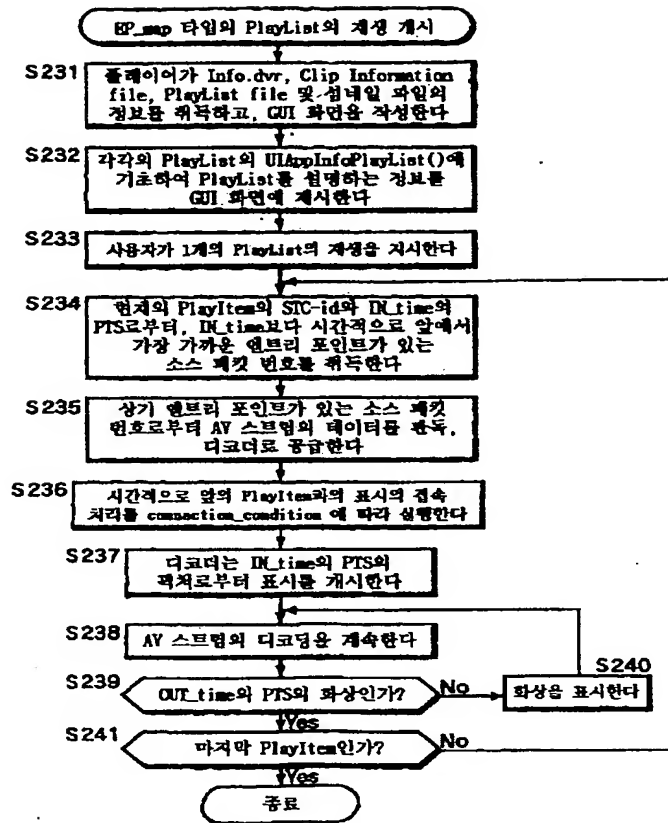 EP_map 타입의 PlayList의 재생 개시
S231
플레이어가 Info.dvr, Clip Information
file, PlayList file 및 섬네일 파일의
정보를 취득하고, GUI 화면을 작성한다
S232
각각의 PlayList의 UIAppInfoPlayList()에
기초하여 PlayList를 설명하는 정보를
GUI 화면에 제시한다
S233
사용자가 1개의 PlayList의 재생을 지시한다
S234
현재의 PlayItem의 STC-id와 IN_time의
PTS로부터, IN_time보다 시간적으로 앞에서
가장 가까운 엔트리 포인트가 있는
소스 패킷 번호를 취득한다
S235
상기 엔트리 포인트가 있는 소스 패킷
번호로부터 AV 스트림의 데이터를 판독,
디코더로 공급한다
S236
시간적으로 앞의 PlayItem과의 표시의 접속
처리를 connection_condition 에 따라 실행한다
S237
디코더는 IN_time의 PTS의
픽처로부터 표시를 개시한다
S238
AV 스트림의 디코딩을 계속한다
S239
OUT_time의 PTS의 화상인가?
No
S240
화상을 표시한다
Yes
S241
마지막 PlayItem인가?
No
Yes
종료